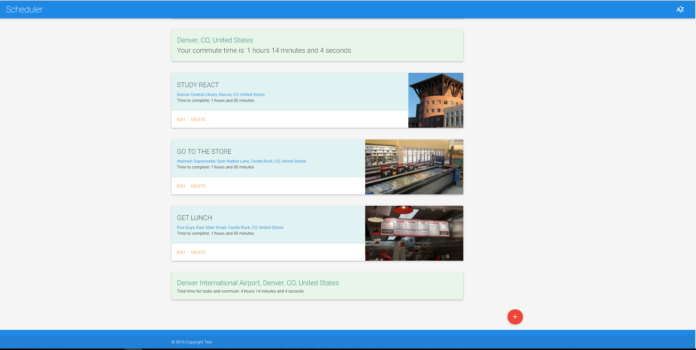 Scheduler
Denver, CO, United States
Your commute time is: 1 hours 14 minutes and 4 seconds
STUDY REACT
Denver Central Library, Denver, CO, United States
Time to complete: 1 hours and 00 minutes
EDIT DELETE
GO TO THE STORE
Walmart Supercenter, Sam Walton Lane, Castle Rock, CO, United States
Time to complete: 1 hours and 00 minutes
EDIT DELETE
GET LUNCH
Five Guys, East Allen Street, Castle Rock, CO, United States
Time to complete: 1 hours and 00 minutes
EDIT DELETE
Denver International Airport, Denver, CO, United States
Total time for tasks and commute: 4 hours 14 minutes and 4 seconds
+
© 2016 Copyright Text